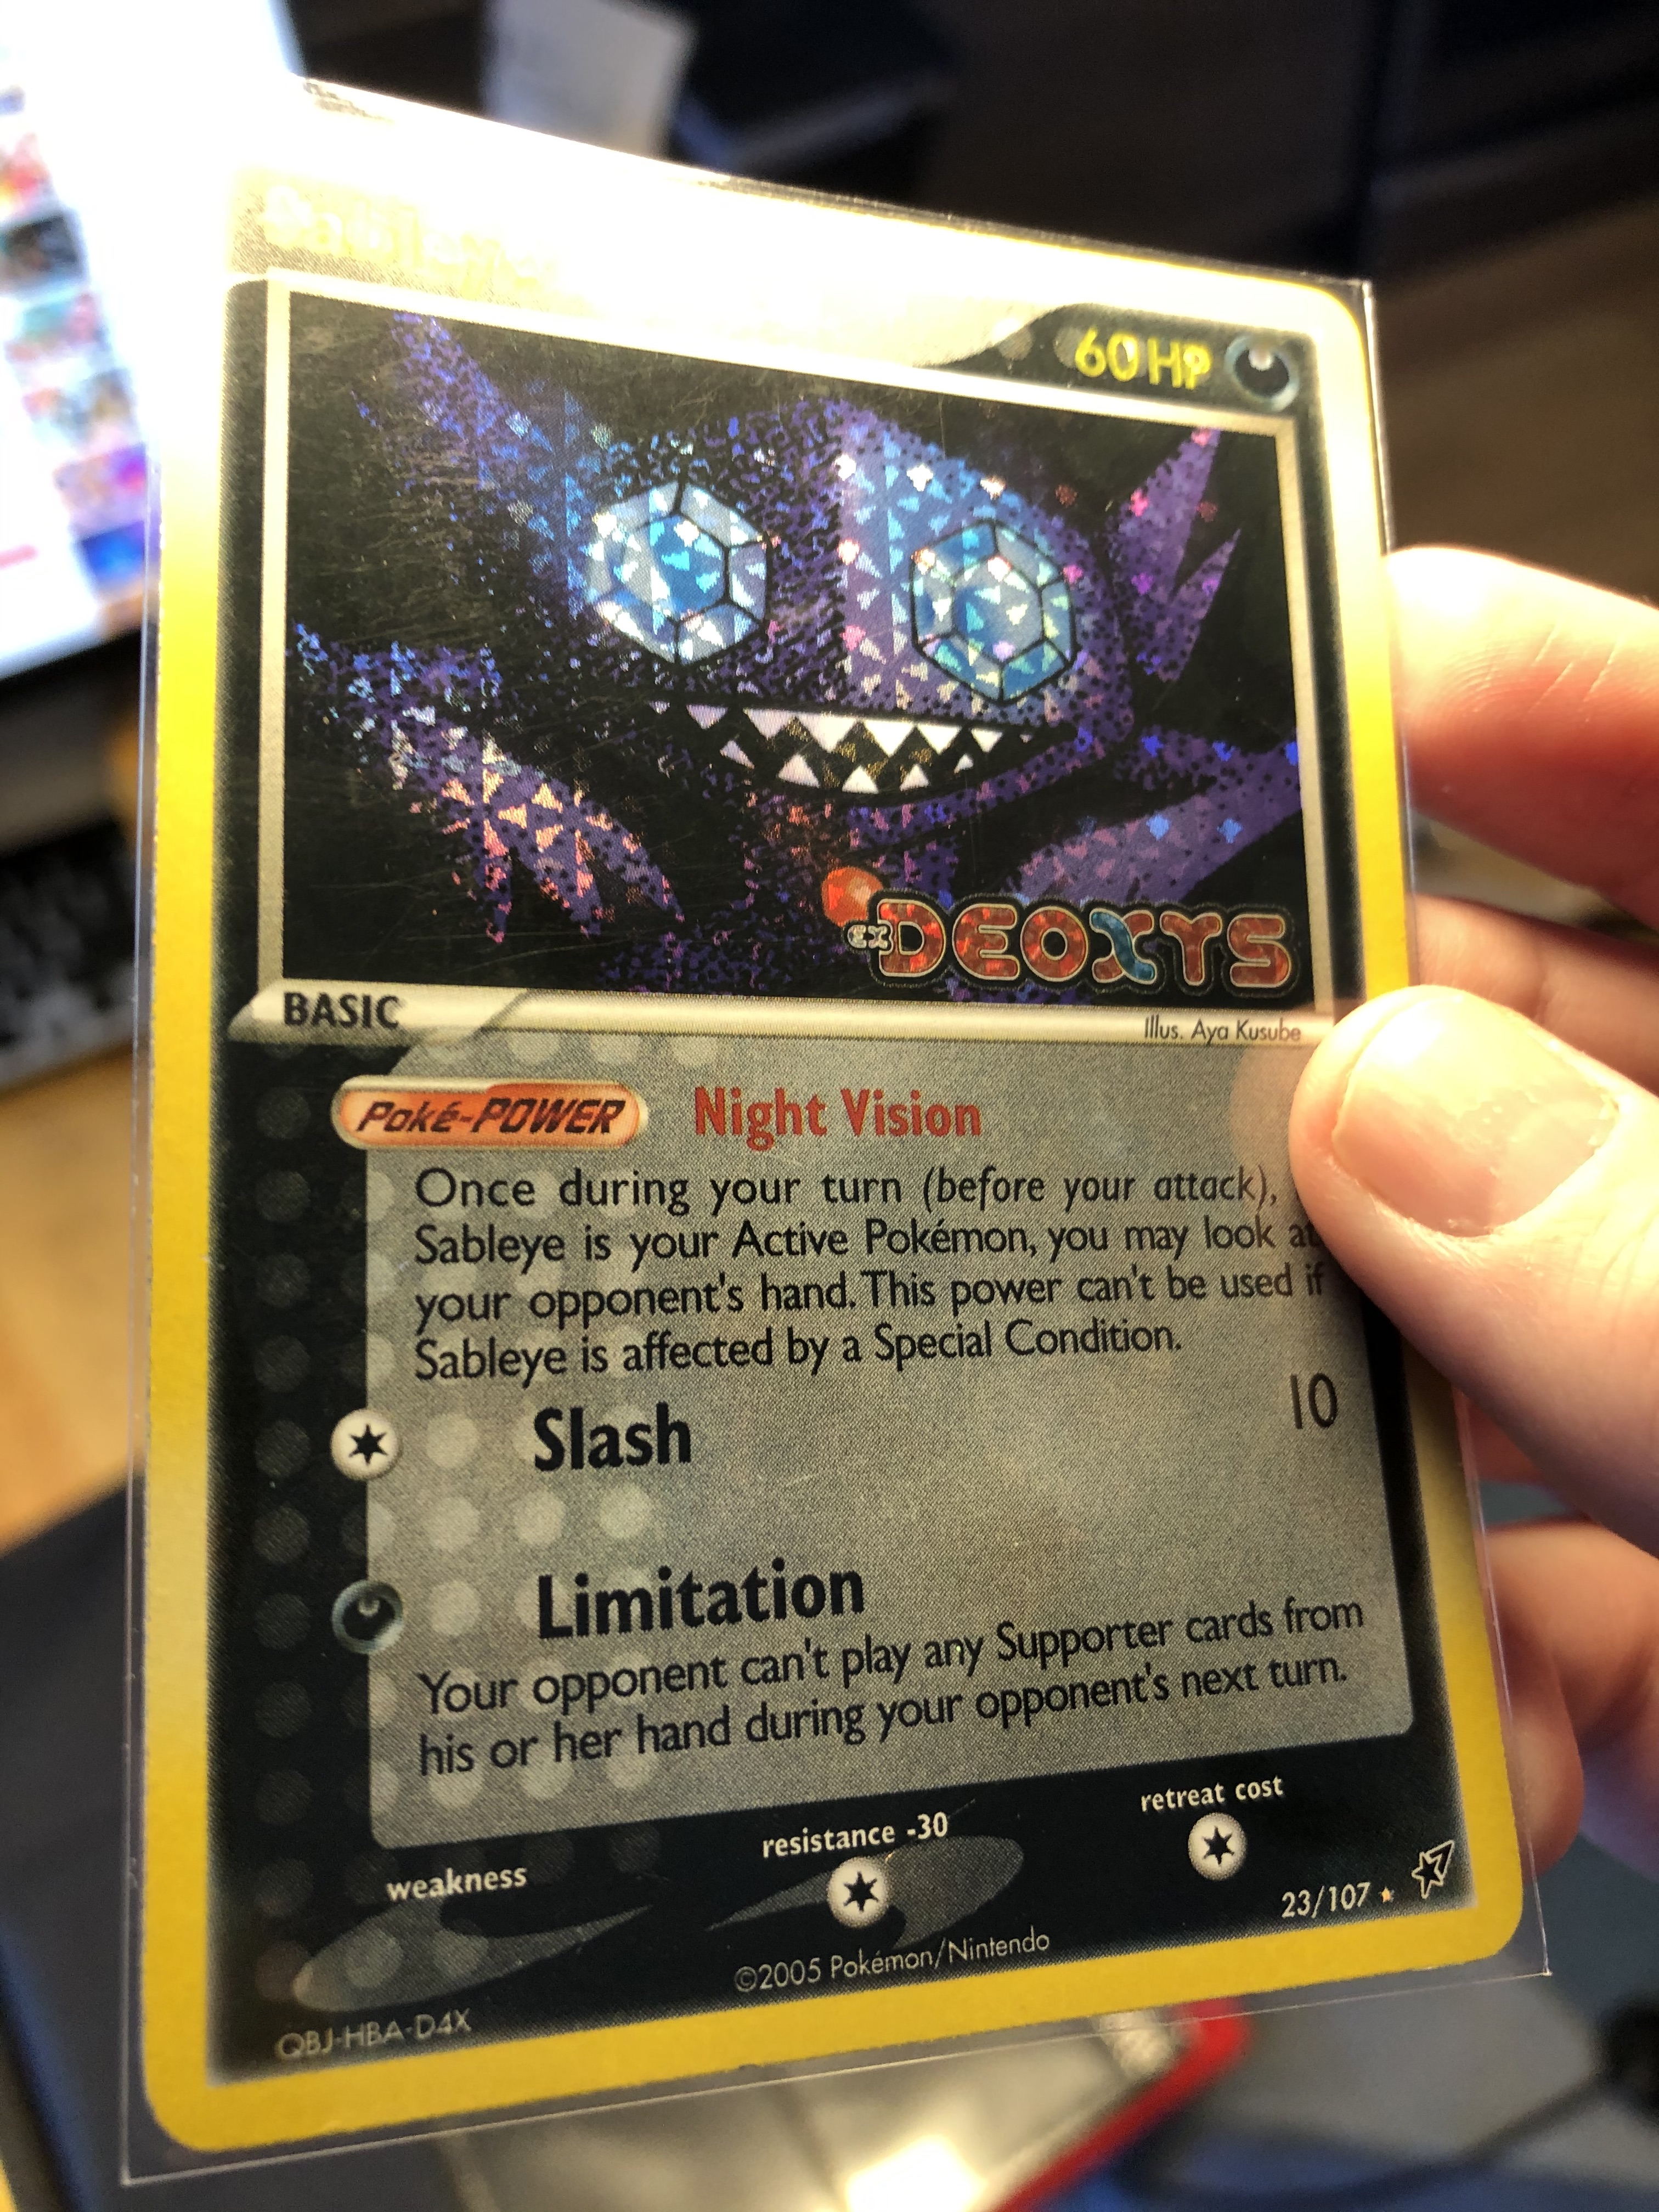 Sableye
60 HP
ex DEOXYS
BASIC
Illus. Aya Kusube
Poké-POWER Night Vision
Once during your turn (before your attack),
Sableye is your Active Pokémon, you may look at
your opponent's hand. This power can't be used if
Sableye is affected by a Special Condition.
Slash 10
Limitation
Your opponent can't play any Supporter cards from
his or her hand during your opponent's next turn.
weakness resistance -30 retreat cost
23/107
©2005 Pokémon/Nintendo
QBJ-HBA-D4X